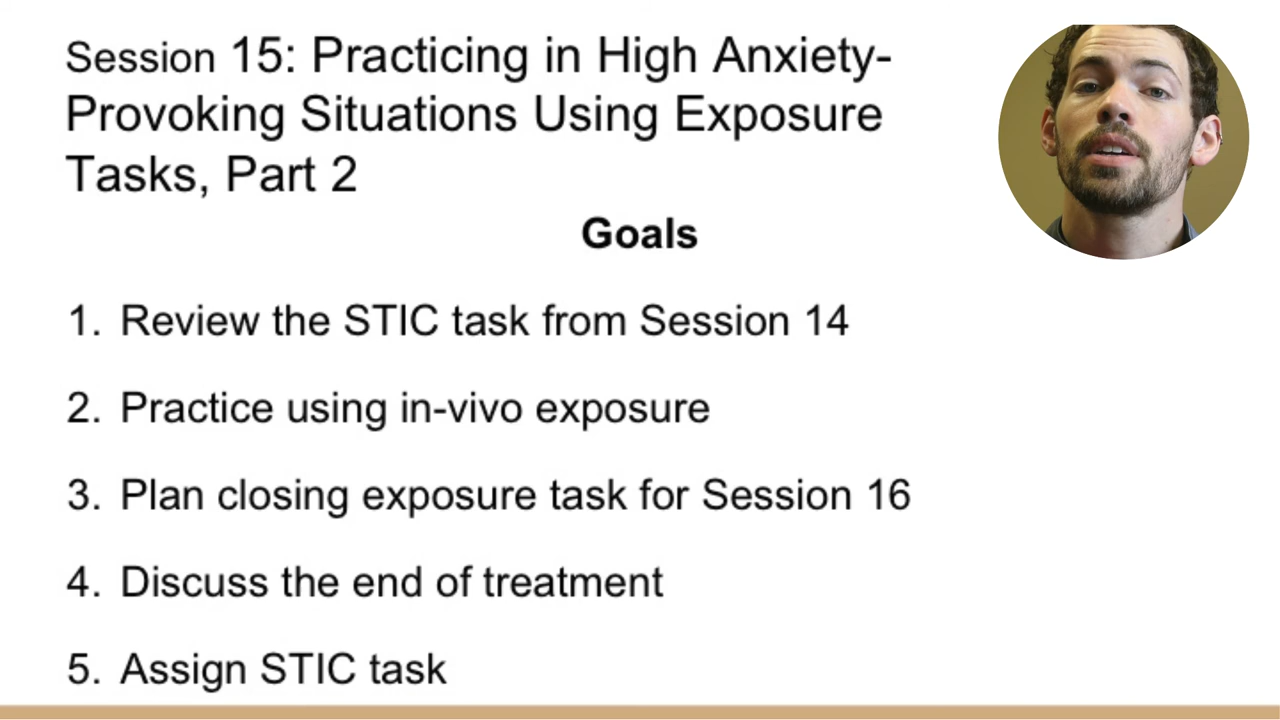 Session 15: Practicing in High Anxiety-
Provoking Situations Using Exposure
Tasks, Part 2
Goals
1. Review the STIC task from Session 14
2. Practice using in-vivo exposure
3. Plan closing exposure task for Session 16
4. Discuss the end of treatment
5. Assign STIC task